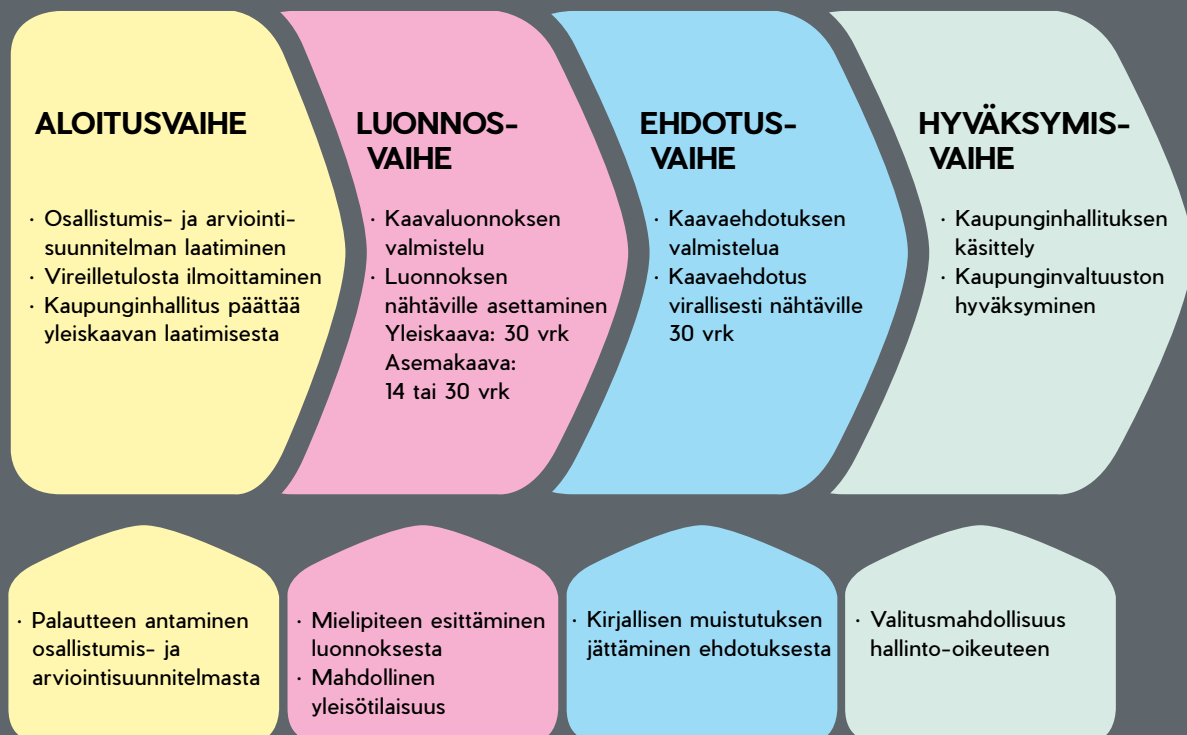 ALOITUSVAIHE
· Osallistumis- ja arviointi-
suunnitelman laatiminen
· Vireilletulosta ilmoittaminen
· Kaupunginhallitus päättää
yleiskaavan laatimisesta
LUONNOS-
VAIHE
· Kaavaluonnoksen
valmistelu
· Luonnoksen
nähtäville asettaminen
Yleiskaava: 30 vrk
Asemakaava:
14 tai 30 vrk
EHDOTUS-
VAIHE
· Kaavaehdotuksen
valmistelua
· Kaavaehdotus
virallisesti nähtäville
30 vrk
HYVÄKSYMIS-
VAIHE
· Kaupunginhallituksen
käsittely
· Kaupunginvaltuuston
hyväksyminen
· Palautteen antaminen
osallistumis- ja
arviointisuunnitelmasta
· Mielipiteen esittäminen
luonnoksesta
· Mahdollinen
yleisötilaisuus
· Kirjallisen muistutuksen
jättäminen ehdotuksesta
· Valitusmahdollisuus
hallinto-oikeuteen